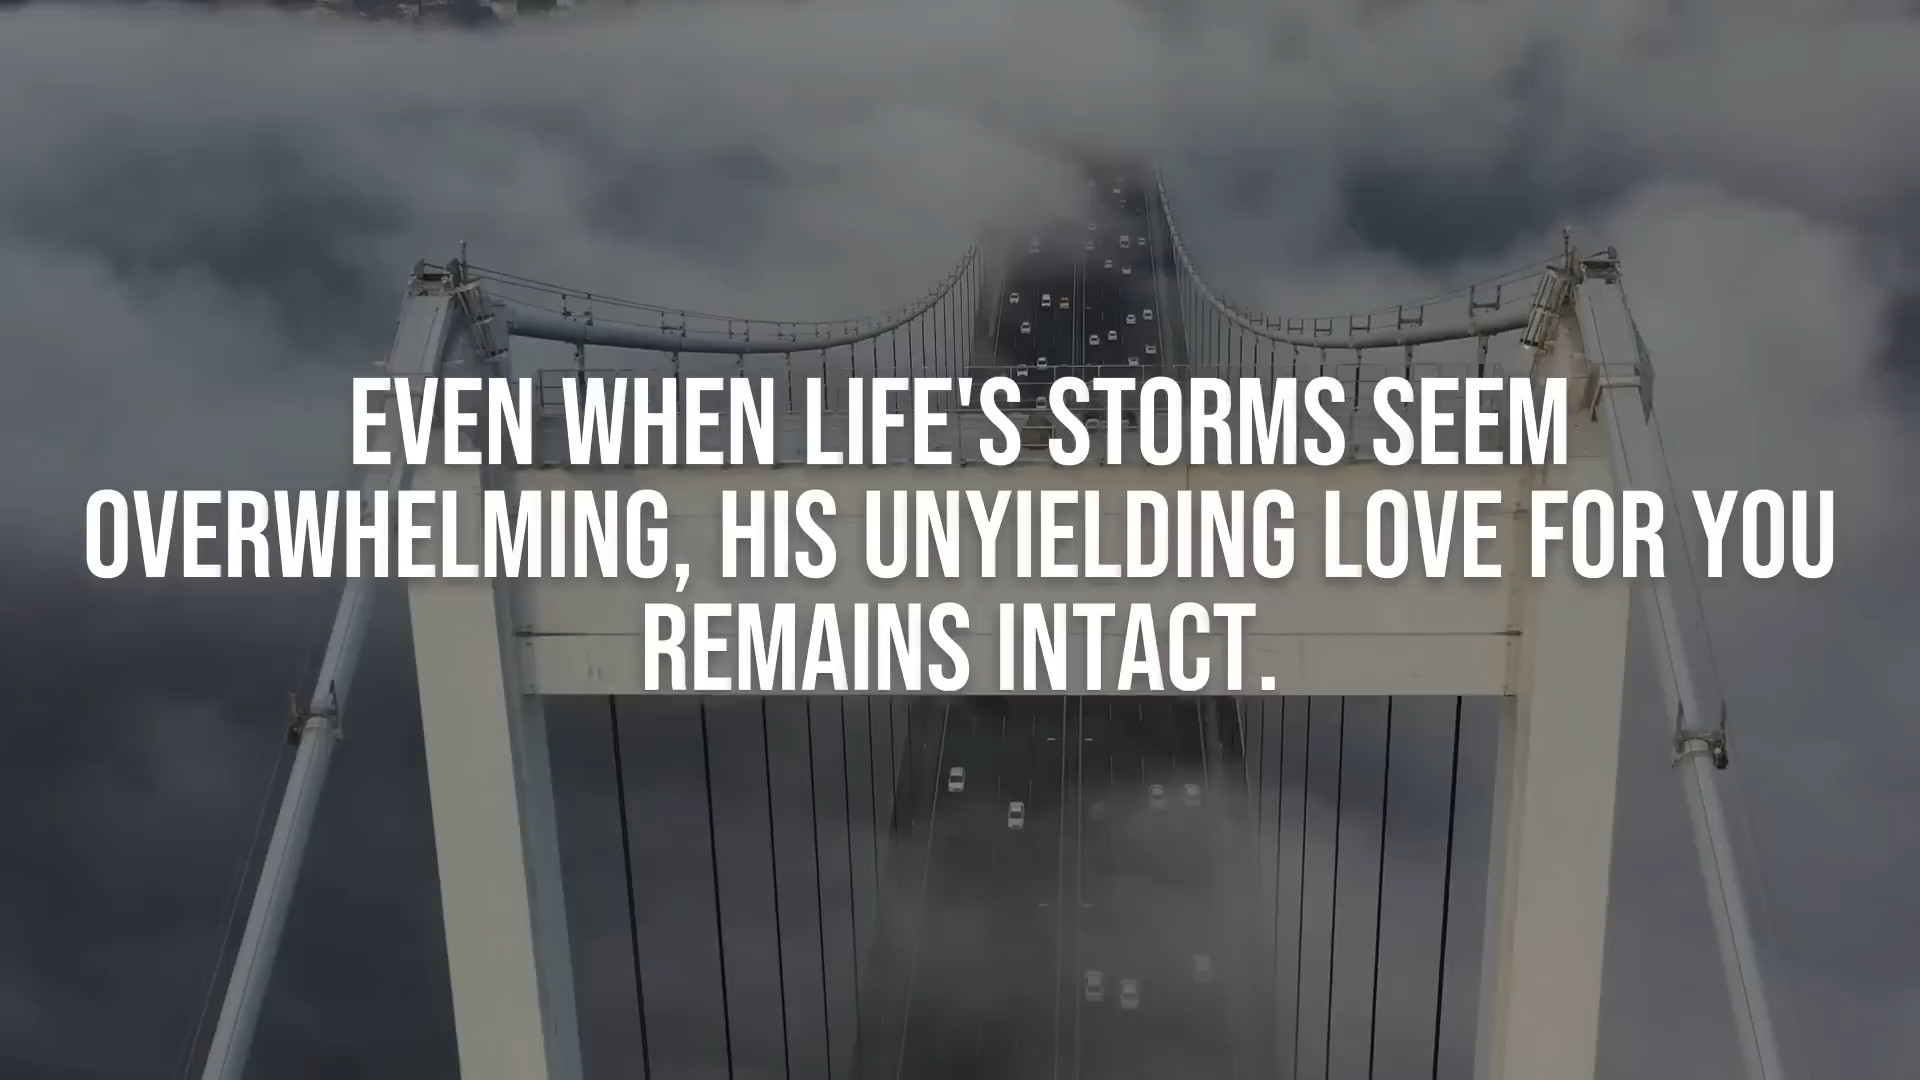 EVEN WHEN LIFE'S STORMS SEEM
OVERWHELMING, HIS UNYIELDING LOVE FOR YOU
REMAINS INTACT.